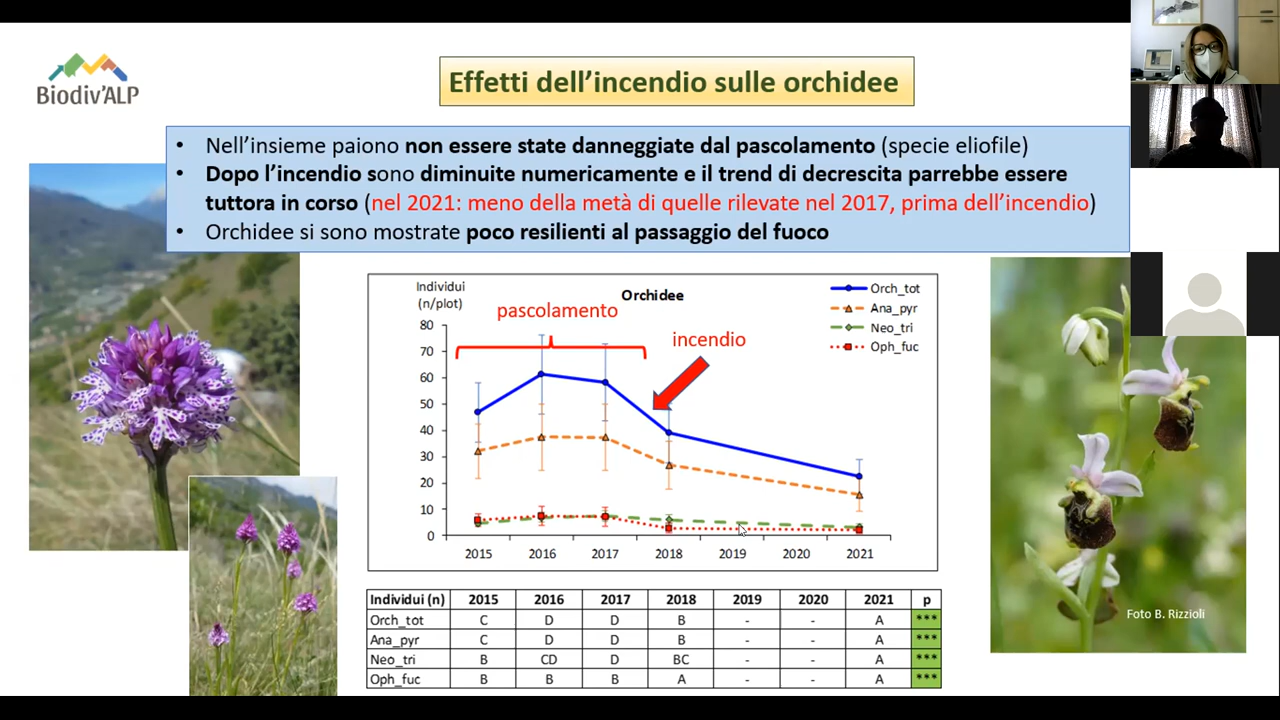 Biodiv'ALP
Effetti dell'incendio sulle orchidee
• Nell'insieme paiono non essere state danneggiate dal pascolamento (specie eliofile)
• Dopo l'incendio sono diminuite numericamente e il trend di decrescita parrebbe essere
tuttora in corso (nel 2021: meno della metà di quelle rilevate nel 2017, prima dell'incendio)
• Orchidee si sono mostrate poco resilienti al passaggio del fuoco
Individui
(n/plot)
Orchidee
pascolamento
incendio
Orch_tot
Ana_pyr
Neo_tri
Oph_fuc
80
70
60
50
40
30
20
10
0
2015 2016 2017 2018 2019 2020 2021
Individui (n) 2015 2016 2017 2018 2019 2020 2021 p
Orch_tot C D D B - - A ***
Ana_pyr C D D B - - A ***
Neo_tri B CD D BC - - A ***
Oph_fuc B B B A - - A ***
Foto B. Rizzioli